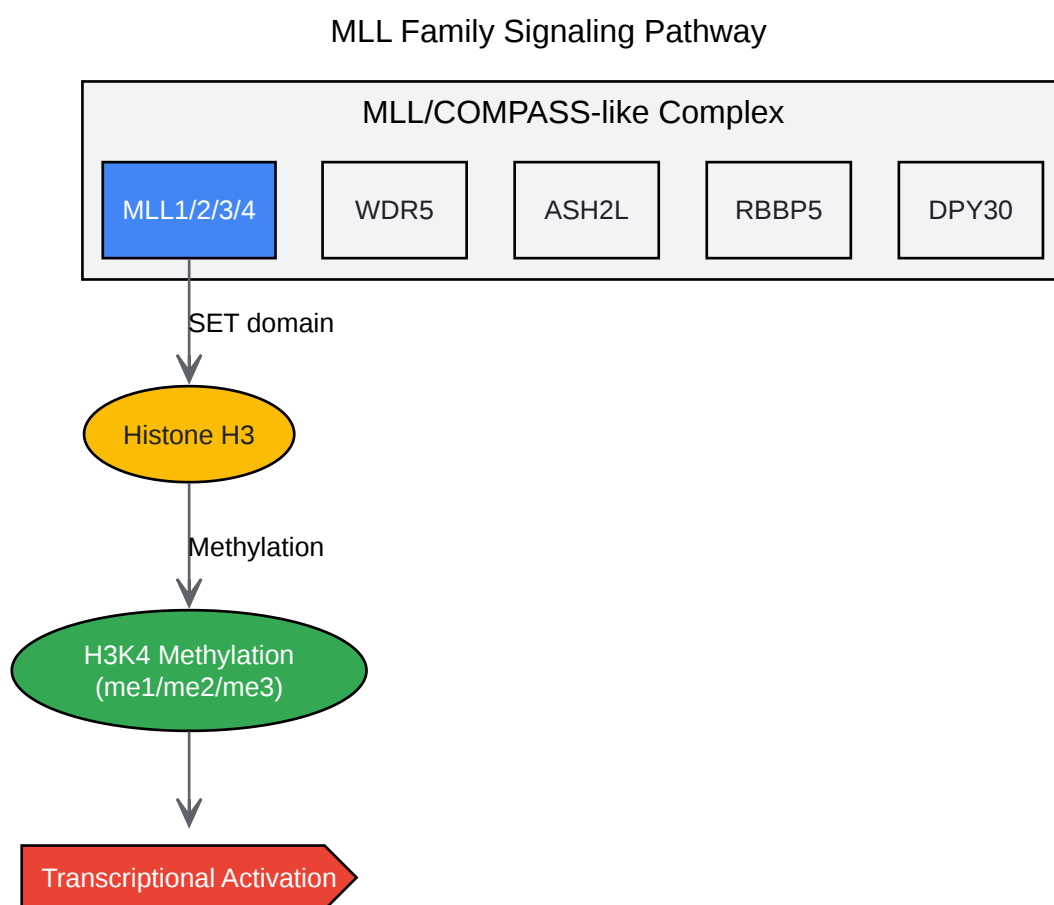 MLL Family Signaling Pathway
MLL/COMPASS-like Complex
MLL1/2/3/4
WDR5
ASH2L
RBBP5
DPY30
SET domain
Histone H3
Methylation
H3K4 Methylation
(me1/me2/me3)
Transcriptional Activation